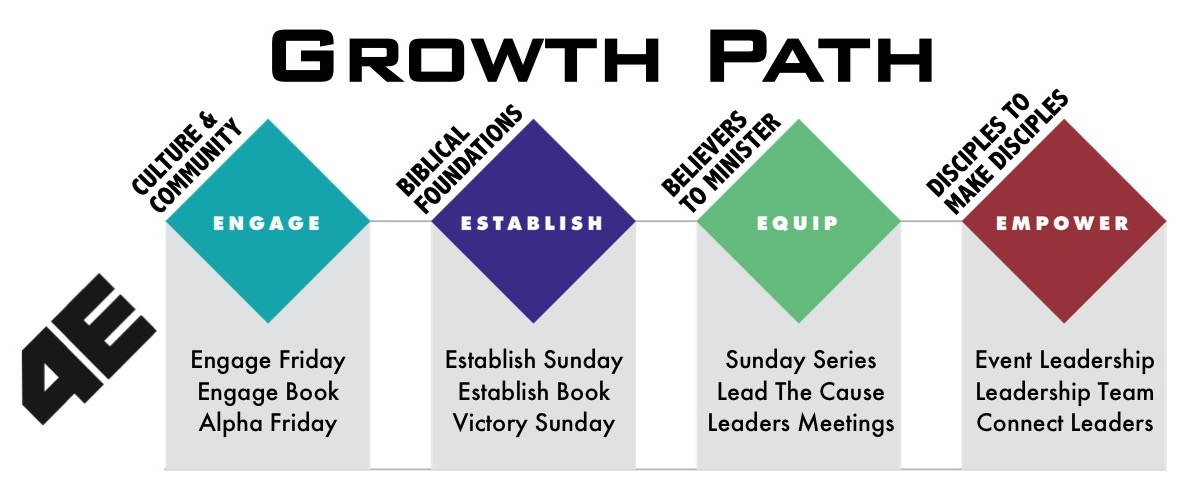 GROWTH PATH
CULTURE &
COMMUNITY
ENGAGE
Engage Friday
Engage Book
Alpha Friday
BIBLICAL
FOUNDATIONS
ESTABLISH
Establish Sunday
Establish Book
Victory Sunday
BELIEVERS
TO MINISTER
EQUIP
Sunday Series
Lead The Cause
Leaders Meetings
DISCIPLES TO
MAKE DISCIPLES
EMPOWER
Event Leadership
Leadership Team
Connect Leaders
4E